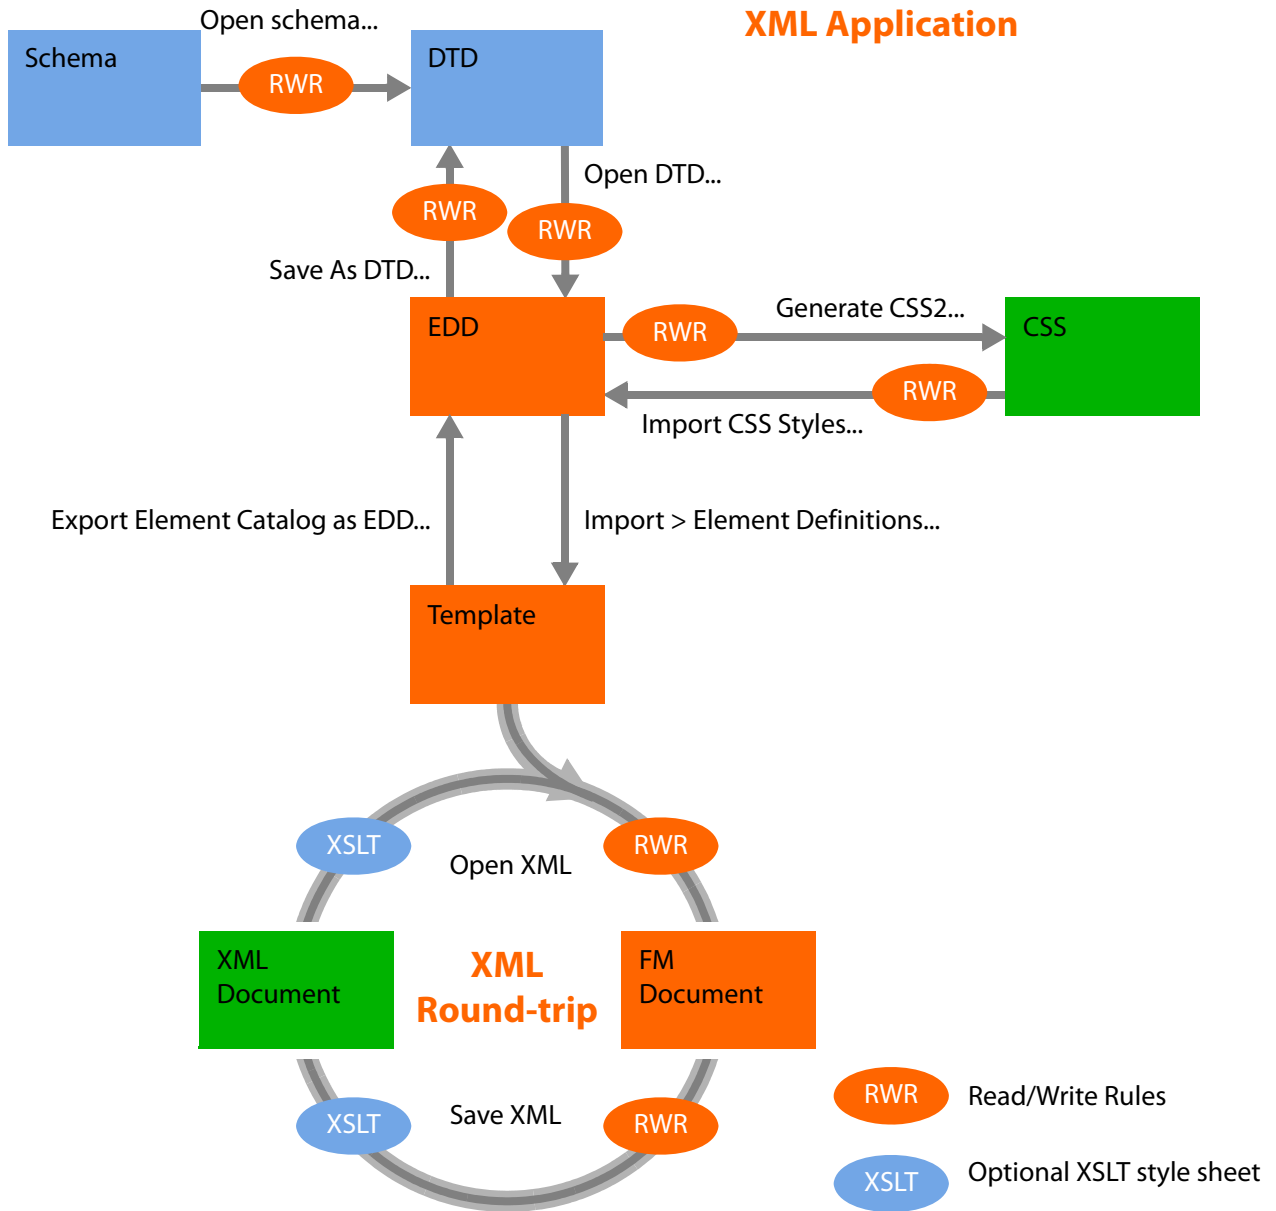 Open schema...
XML Application
Schema
RWR
DTD
Open DTD...
RWR
RWR
Save As DTD...
EDD
RWR
Generate CSS2...
CSS
RWR
Import CSS Styles...
Export Element Catalog as EDD...
Import > Element Definitions...
Template
XSLT
Open XML
RWR
XML
Document
XML
Round-trip
FM
Document
XSLT
Save XML
RWR
RWR
Read/Write Rules
XSLT
Optional XSLT style sheet